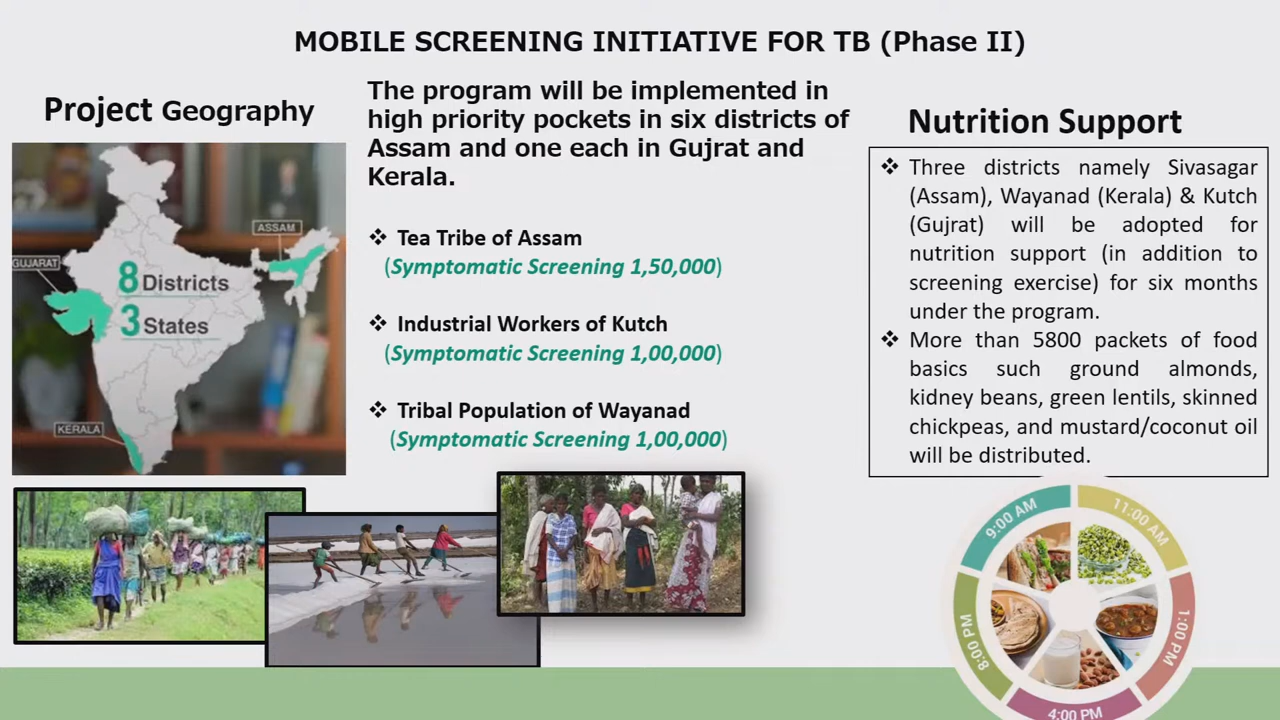 MOBILE SCREENING INITIATIVE FOR TB (Phase II)
Project Geography
GUJARAT
ASSAM
8 Districts
3 States
KERALA
The program will be implemented in
high priority pockets in six districts of
Assam and one each in Gujrat and
Kerala.
❖ Tea Tribe of Assam
(Symptomatic Screening 1,50,000)
❖ Industrial Workers of Kutch
(Symptomatic Screening 1,00,000)
❖ Tribal Population of Wayanad
(Symptomatic Screening 1,00,000)
Nutrition Support
❖ Three districts namely Sivasagar
(Assam), Wayanad (Kerala) & Kutch
(Gujrat) will be adopted for
nutrition support (in addition to
screening exercise) for six months
under the program.
❖ More than 5800 packets of food
basics such ground almonds,
kidney beans, green lentils, skinned
chickpeas, and mustard/coconut oil
will be distributed.
9:00 AM
11:00 AM
1:00 PM
4:00 PM
8:00 PM